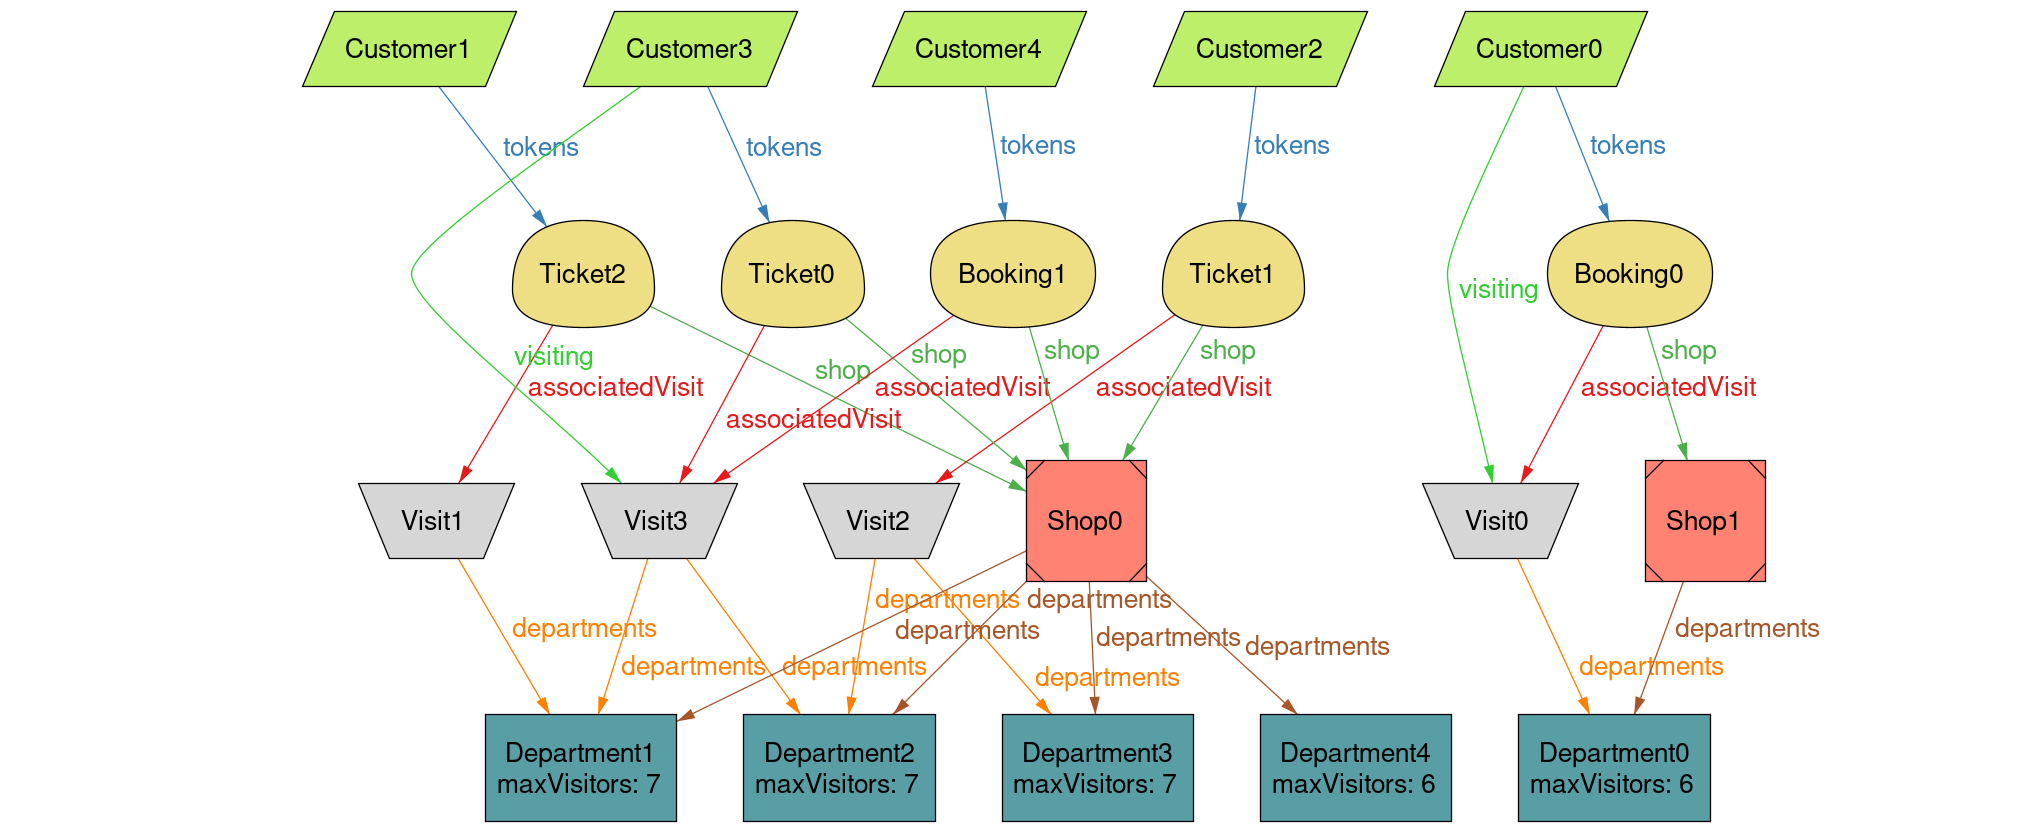 Customer1
Customer3
Customer4
Customer2
Customer0
tokens
tokens
tokens
tokens
tokens
Ticket2
Ticket0
Booking1
Ticket1
Booking0
visiting
visiting
shop
shop
shop
shop
shop
associatedVisit
associatedVisit
associatedVisit
associatedVisit
associatedVisit
Visit1
Visit3
Visit2
Shop0
Visit0
Shop1
departments
departments
departments
departments
departments
departments
departments
departments
departments
departments
departments
Department1
maxVisitors: 7
Department2
maxVisitors: 7
Department3
maxVisitors: 7
Department4
maxVisitors: 6
Department0
maxVisitors: 6